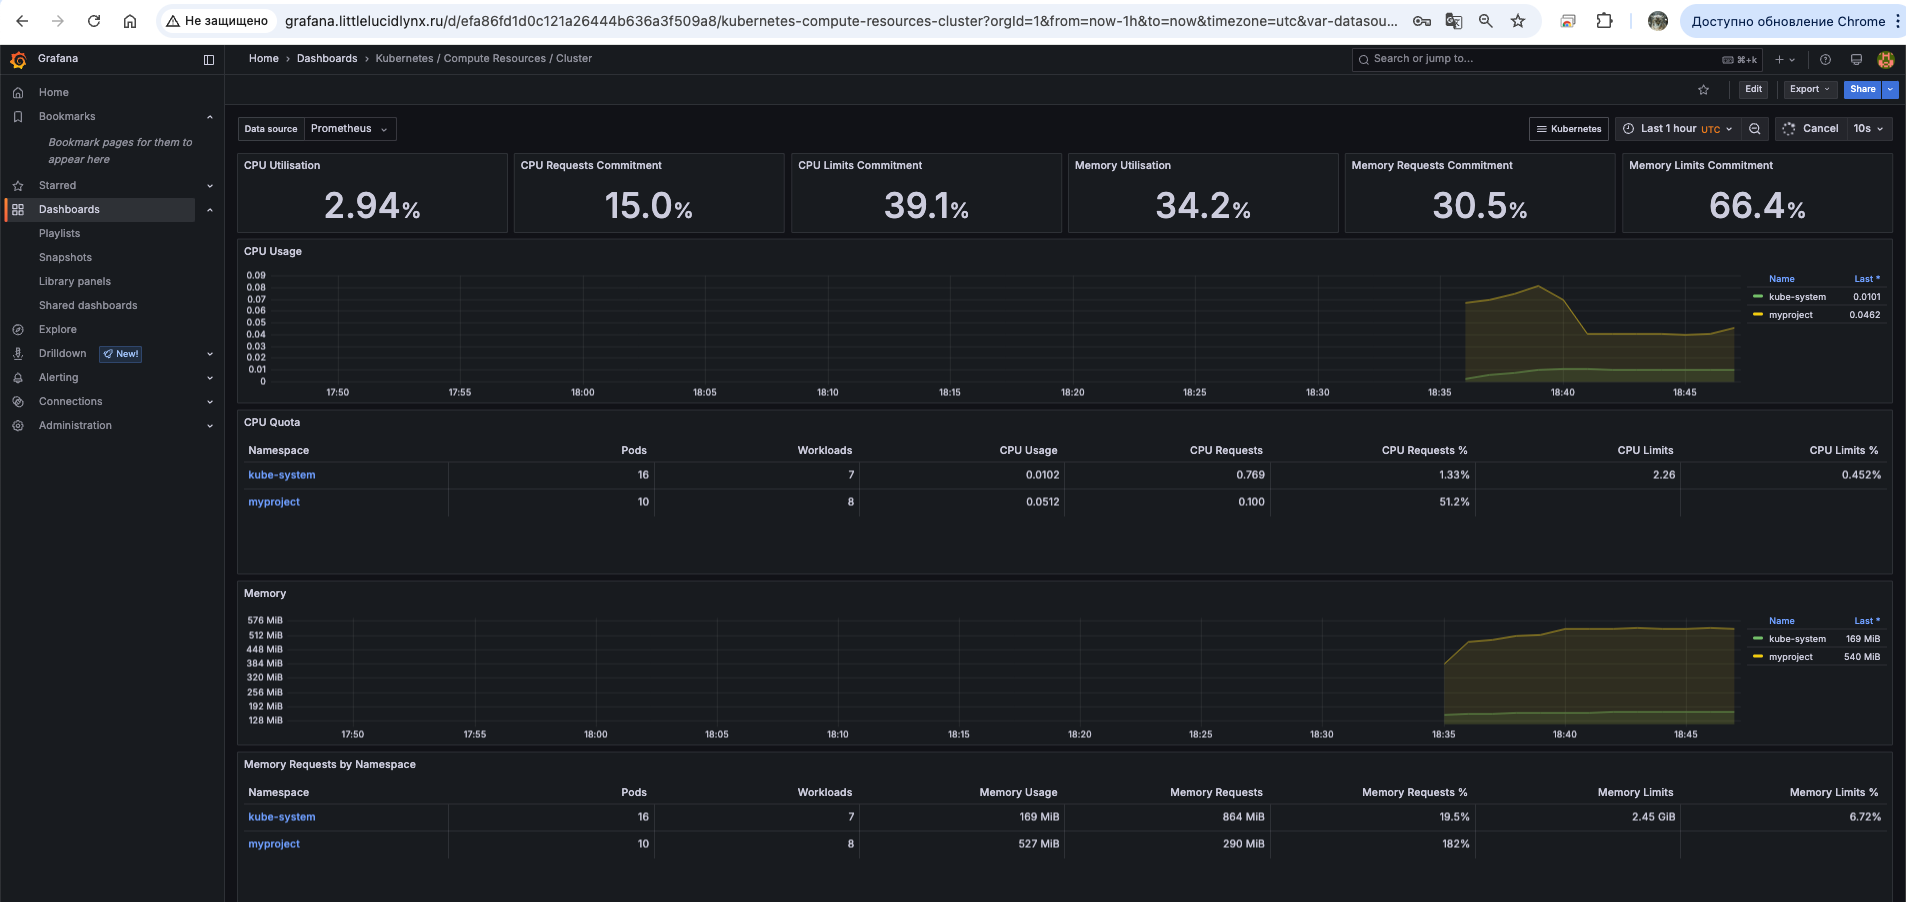 Не защищено
grafana.littlelucidlynx.ru/d/efa86fd1d0c121a26444b636a3f509a8/kubernetes-compute-resources-cluster?orgId=1&from=now-1h&to=now&timezone=utc&var-datasou...
Доступно обновление Chrome
Grafana
Home › Dashboards › Kubernetes / Compute Resources / Cluster
Search or jump to... ⌘+k
Home
Bookmarks
Bookmark pages for them to
appear here
Starred
Dashboards
Playlists
Snapshots
Library panels
Shared dashboards
Explore
Drilldown New!
Alerting
Connections
Administration
Edit Export Share
Data source Prometheus
Kubernetes Last 1 hour UTC Cancel 10s
CPU Utilisation
2.94%
CPU Requests Commitment
15.0%
CPU Limits Commitment
39.1%
Memory Utilisation
34.2%
Memory Requests Commitment
30.5%
Memory Limits Commitment
66.4%
CPU Usage
0.09
0.08
0.07
0.06
0.05
0.04
0.03
0.02
0.01
0
17:50 17:55 18:00 18:05 18:10 18:15 18:20 18:25 18:30 18:35 18:40 18:45
Name Last *
kube-system 0.0101
myproject 0.0462
CPU Quota
Namespace Pods Workloads CPU Usage CPU Requests CPU Requests % CPU Limits CPU Limits %
kube-system 16 7 0.0102 0.769 1.33% 2.26 0.452%
myproject 10 8 0.0512 0.100 51.2%
Memory
576 MiB
512 MiB
448 MiB
384 MiB
320 MiB
256 MiB
192 MiB
128 MiB
17:50 17:55 18:00 18:05 18:10 18:15 18:20 18:25 18:30 18:35 18:40 18:45
Name Last *
kube-system 169 MiB
myproject 540 MiB
Memory Requests by Namespace
Namespace Pods Workloads Memory Usage Memory Requests Memory Requests % Memory Limits Memory Limits %
kube-system 16 7 169 MiB 864 MiB 19.5% 2.45 GiB 6.72%
myproject 10 8 527 MiB 290 MiB 182%